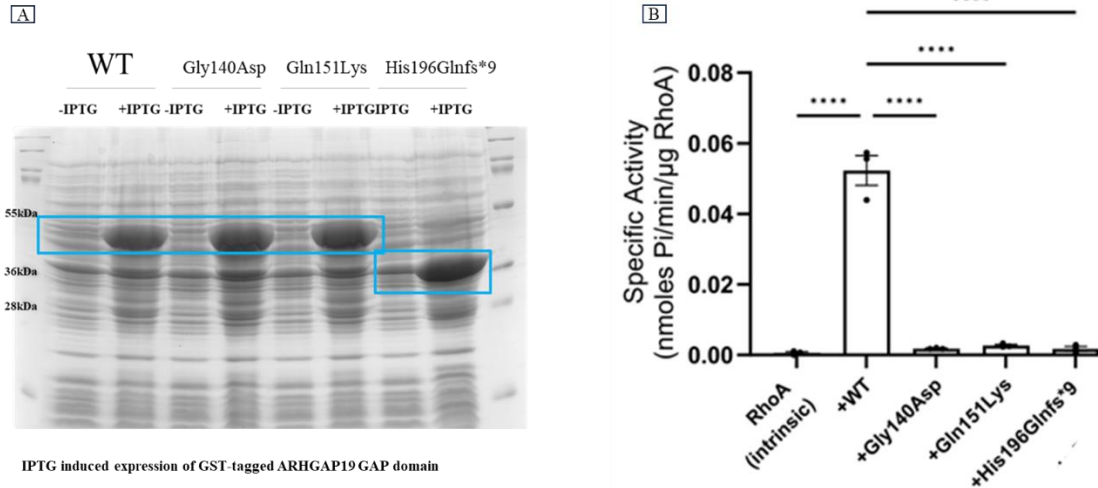 A
WT Gly140Asp Gln151Lys His196Glnfs*9
-IPTG +IPTG -IPTG +IPTG -IPTG +IPTG IPTG +IPTG
55kDa
36kDa
28kDa
IPTG induced expression of GST-tagged ARHGAP19 GAP domain
B
****
****
****
Specific Activity
(nmoles Pi/min/µg RhoA)
0.08
0.06
0.04
0.02
0.00
RhoA
(intrinsic)
+WT
+Gly140Asp
+Gln151Lys
+His196Glnfs*9